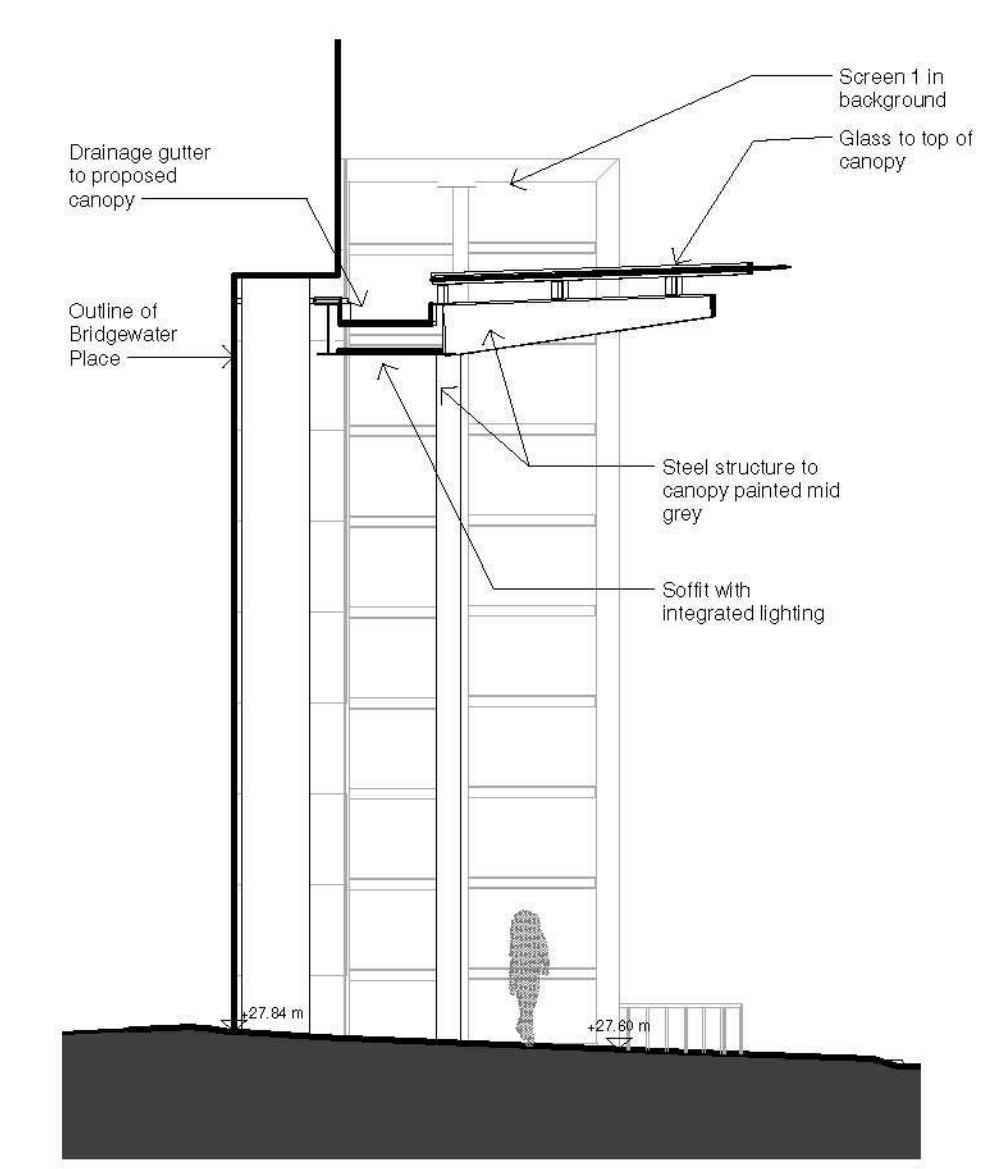 Screen 1 in
background
Glass to top of
canopy
Drainage gutter
to proposed
canopy
Outline of
Bridgewater
Place
Steel structure to
canopy painted mid
grey
Soffit with
integrated lighting
+27.84 m
+27.60 m